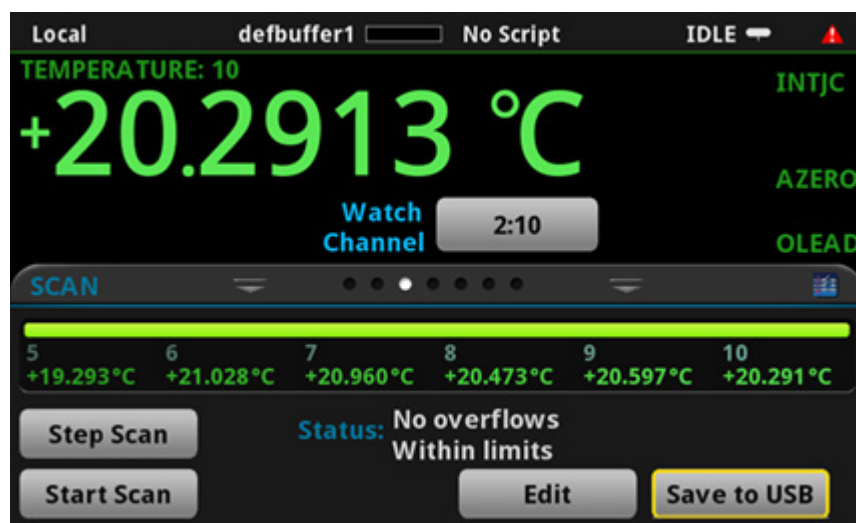 Local defbuffer1 No Script IDLE
TEMPERATURE: 10
INTJC
+20.2913 °C
AZERO
Watch
Channel
2:10
OLEAD
SCAN
5 6 7 8 9 10
+19.293°C +21.028°C +20.960°C +20.473°C +20.597°C +20.291°C
Step Scan
Status: No overflows
Within limits
Start Scan Edit Save to USB